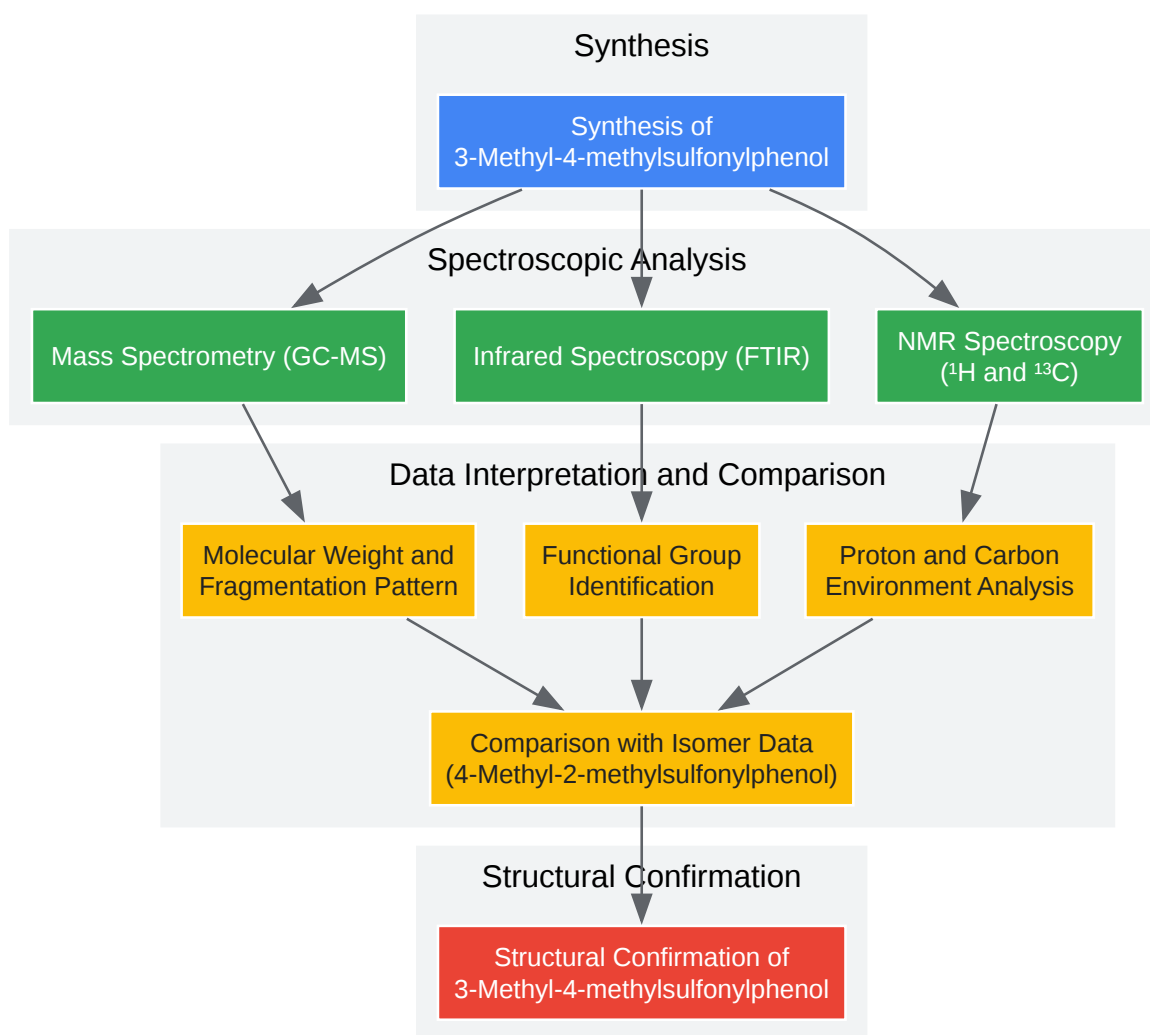 Synthesis
Synthesis of
3-Methyl-4-methylsulfonylphenol
Spectroscopic Analysis
Mass Spectrometry (GC-MS)
Infrared Spectroscopy (FTIR)
NMR Spectroscopy
(¹H and ¹³C)
Data Interpretation and Comparison
Molecular Weight and
Fragmentation Pattern
Functional Group
Identification
Proton and Carbon
Environment Analysis
Comparison with Isomer Data
(4-Methyl-2-methylsulfonylphenol)
Structural Confirmation
Structural Confirmation of
3-Methyl-4-methylsulfonylphenol